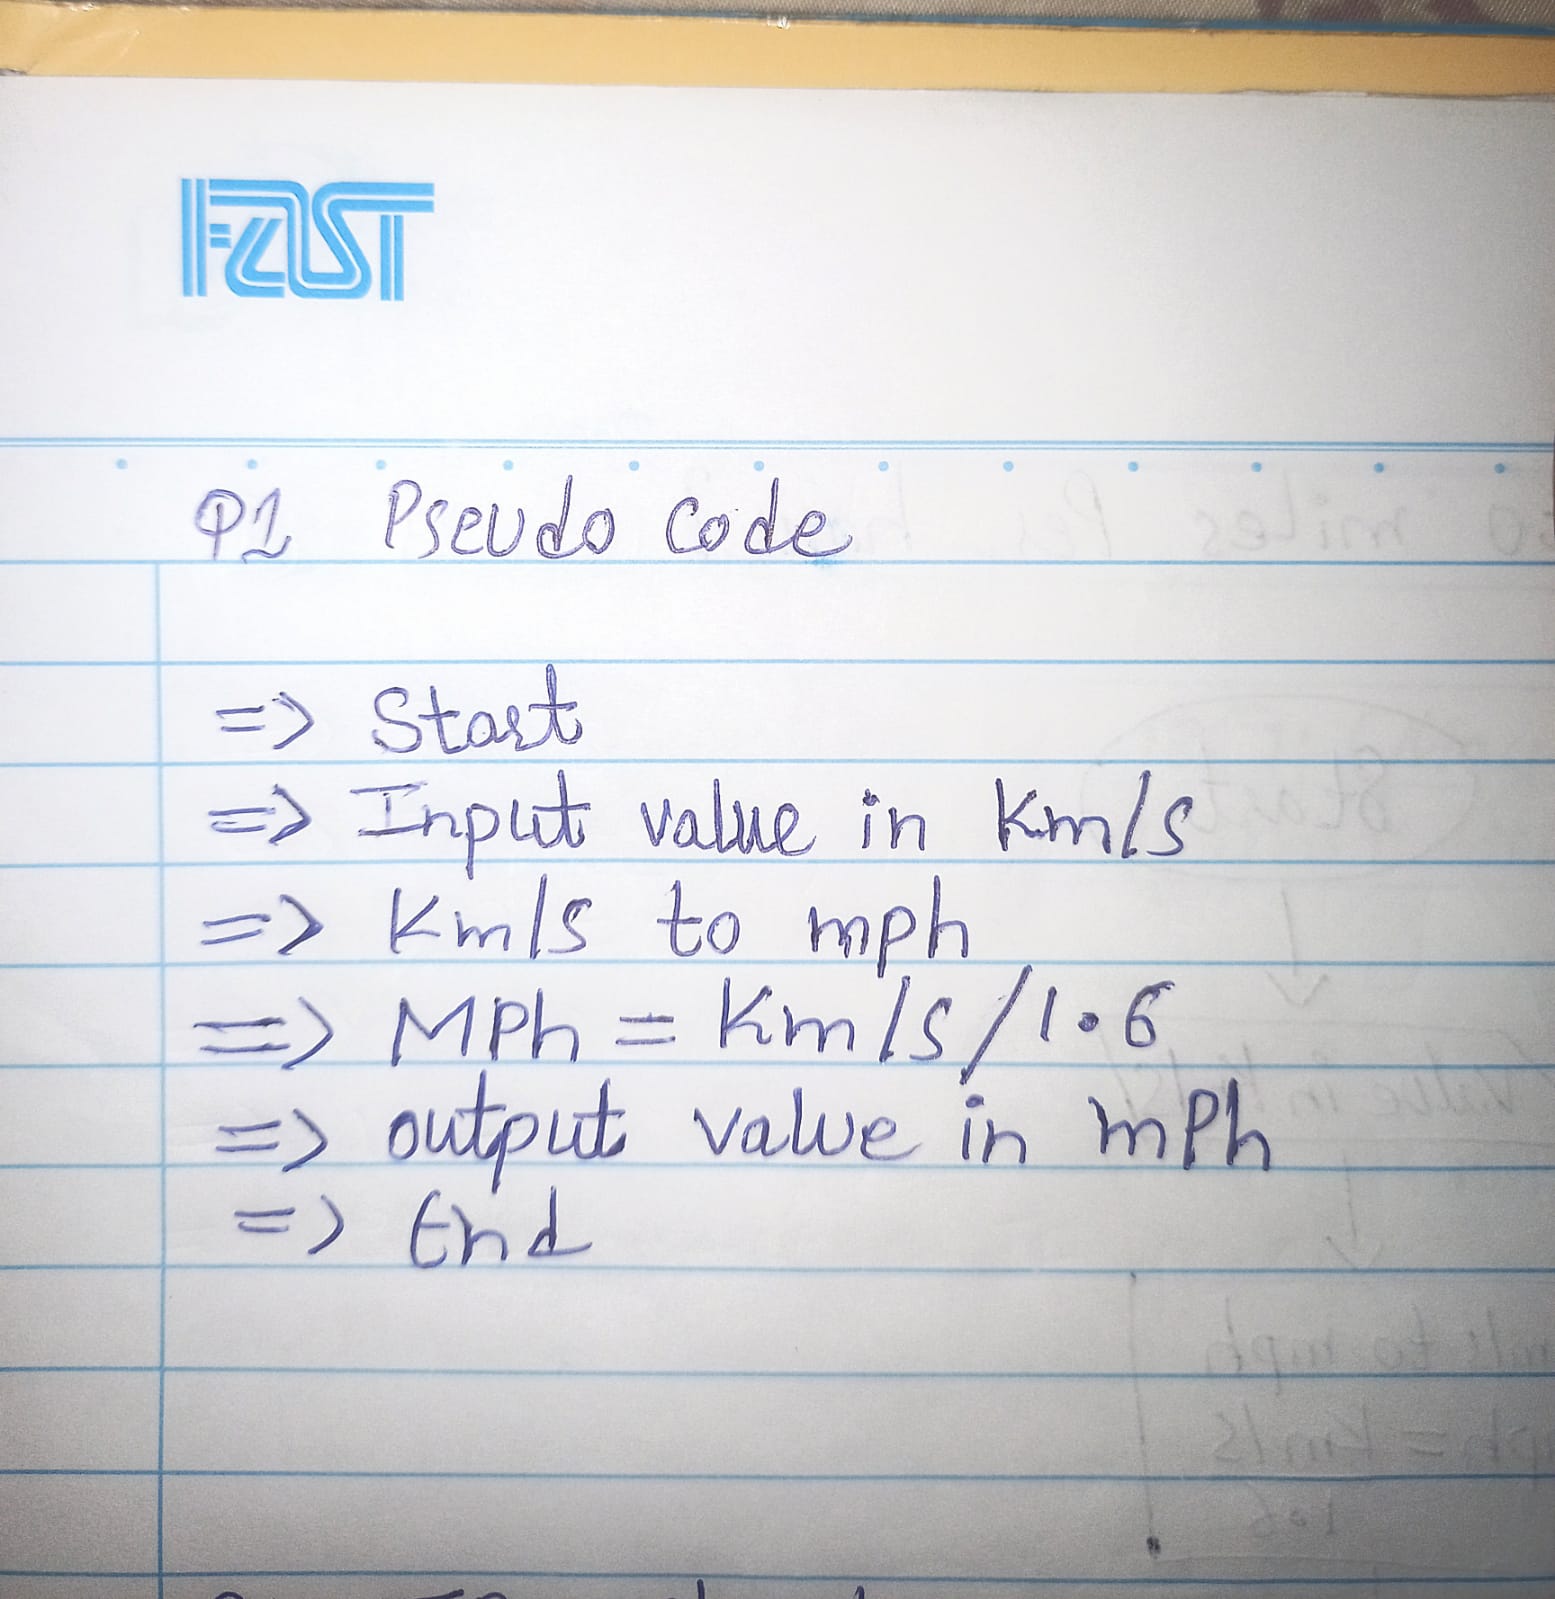 FAST
Q1 Pseudo Code
=> Start
=> Input value in Km/s
=> Km/s to mph
=> MPh = Km/s/1.6
=> output value in mPh
=> End